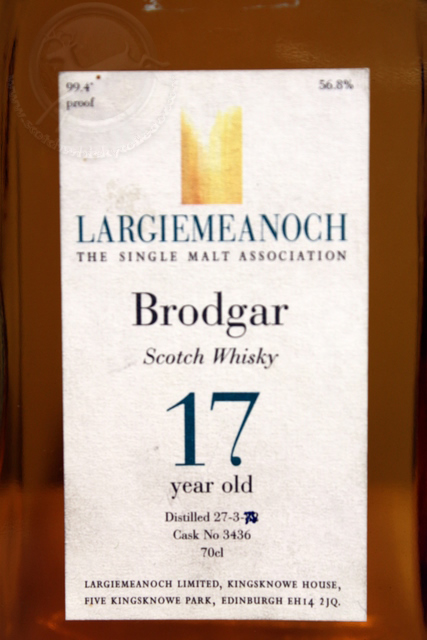 99.4°
proof
56.8%
LARGIEMEANOCH
THE SINGLE MALT ASSOCIATION
Brodgar
Scotch Whisky
17
year old
Distilled 27-3-
Cask No 3436
70cl
LARGIEMEANOCH LIMITED, KINGSKNOWE HOUSE,
FIVE KINGSKNOWE PARK, EDINBURGH EH14 2JQ.